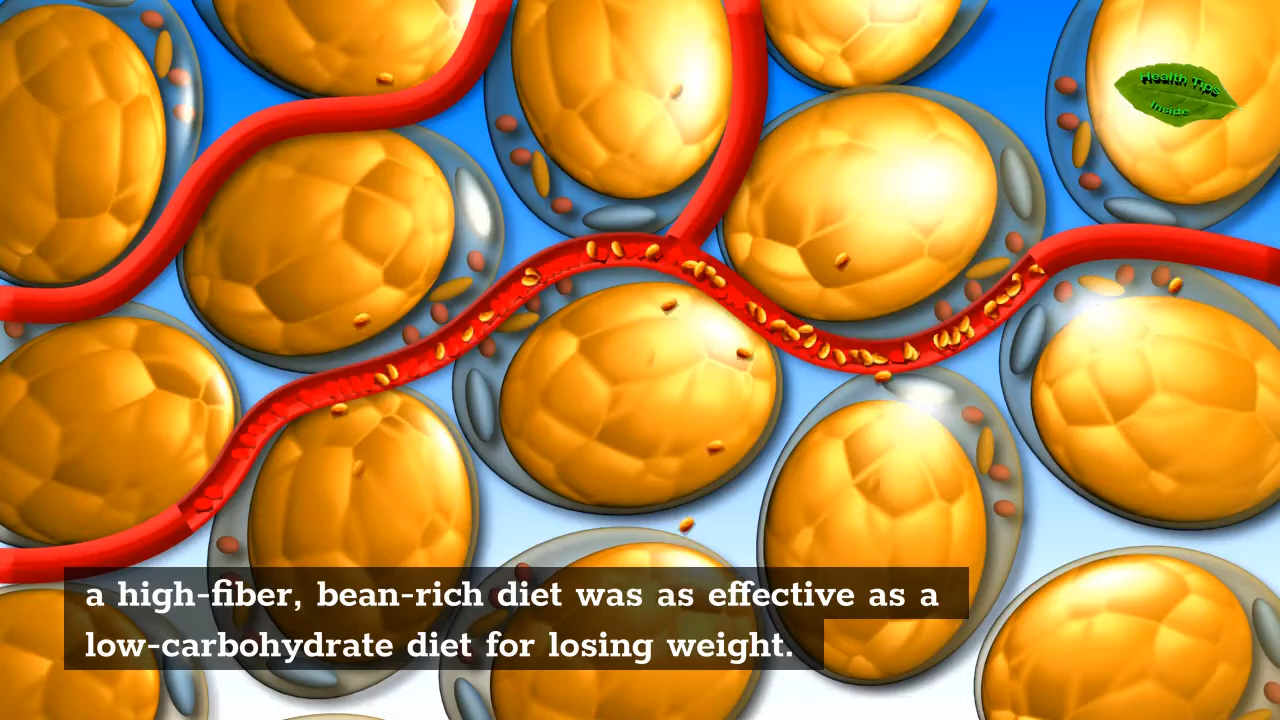 Health Tips
Inside
a high-fiber, bean-rich diet was as effective as a
low-carbohydrate diet for losing weight.